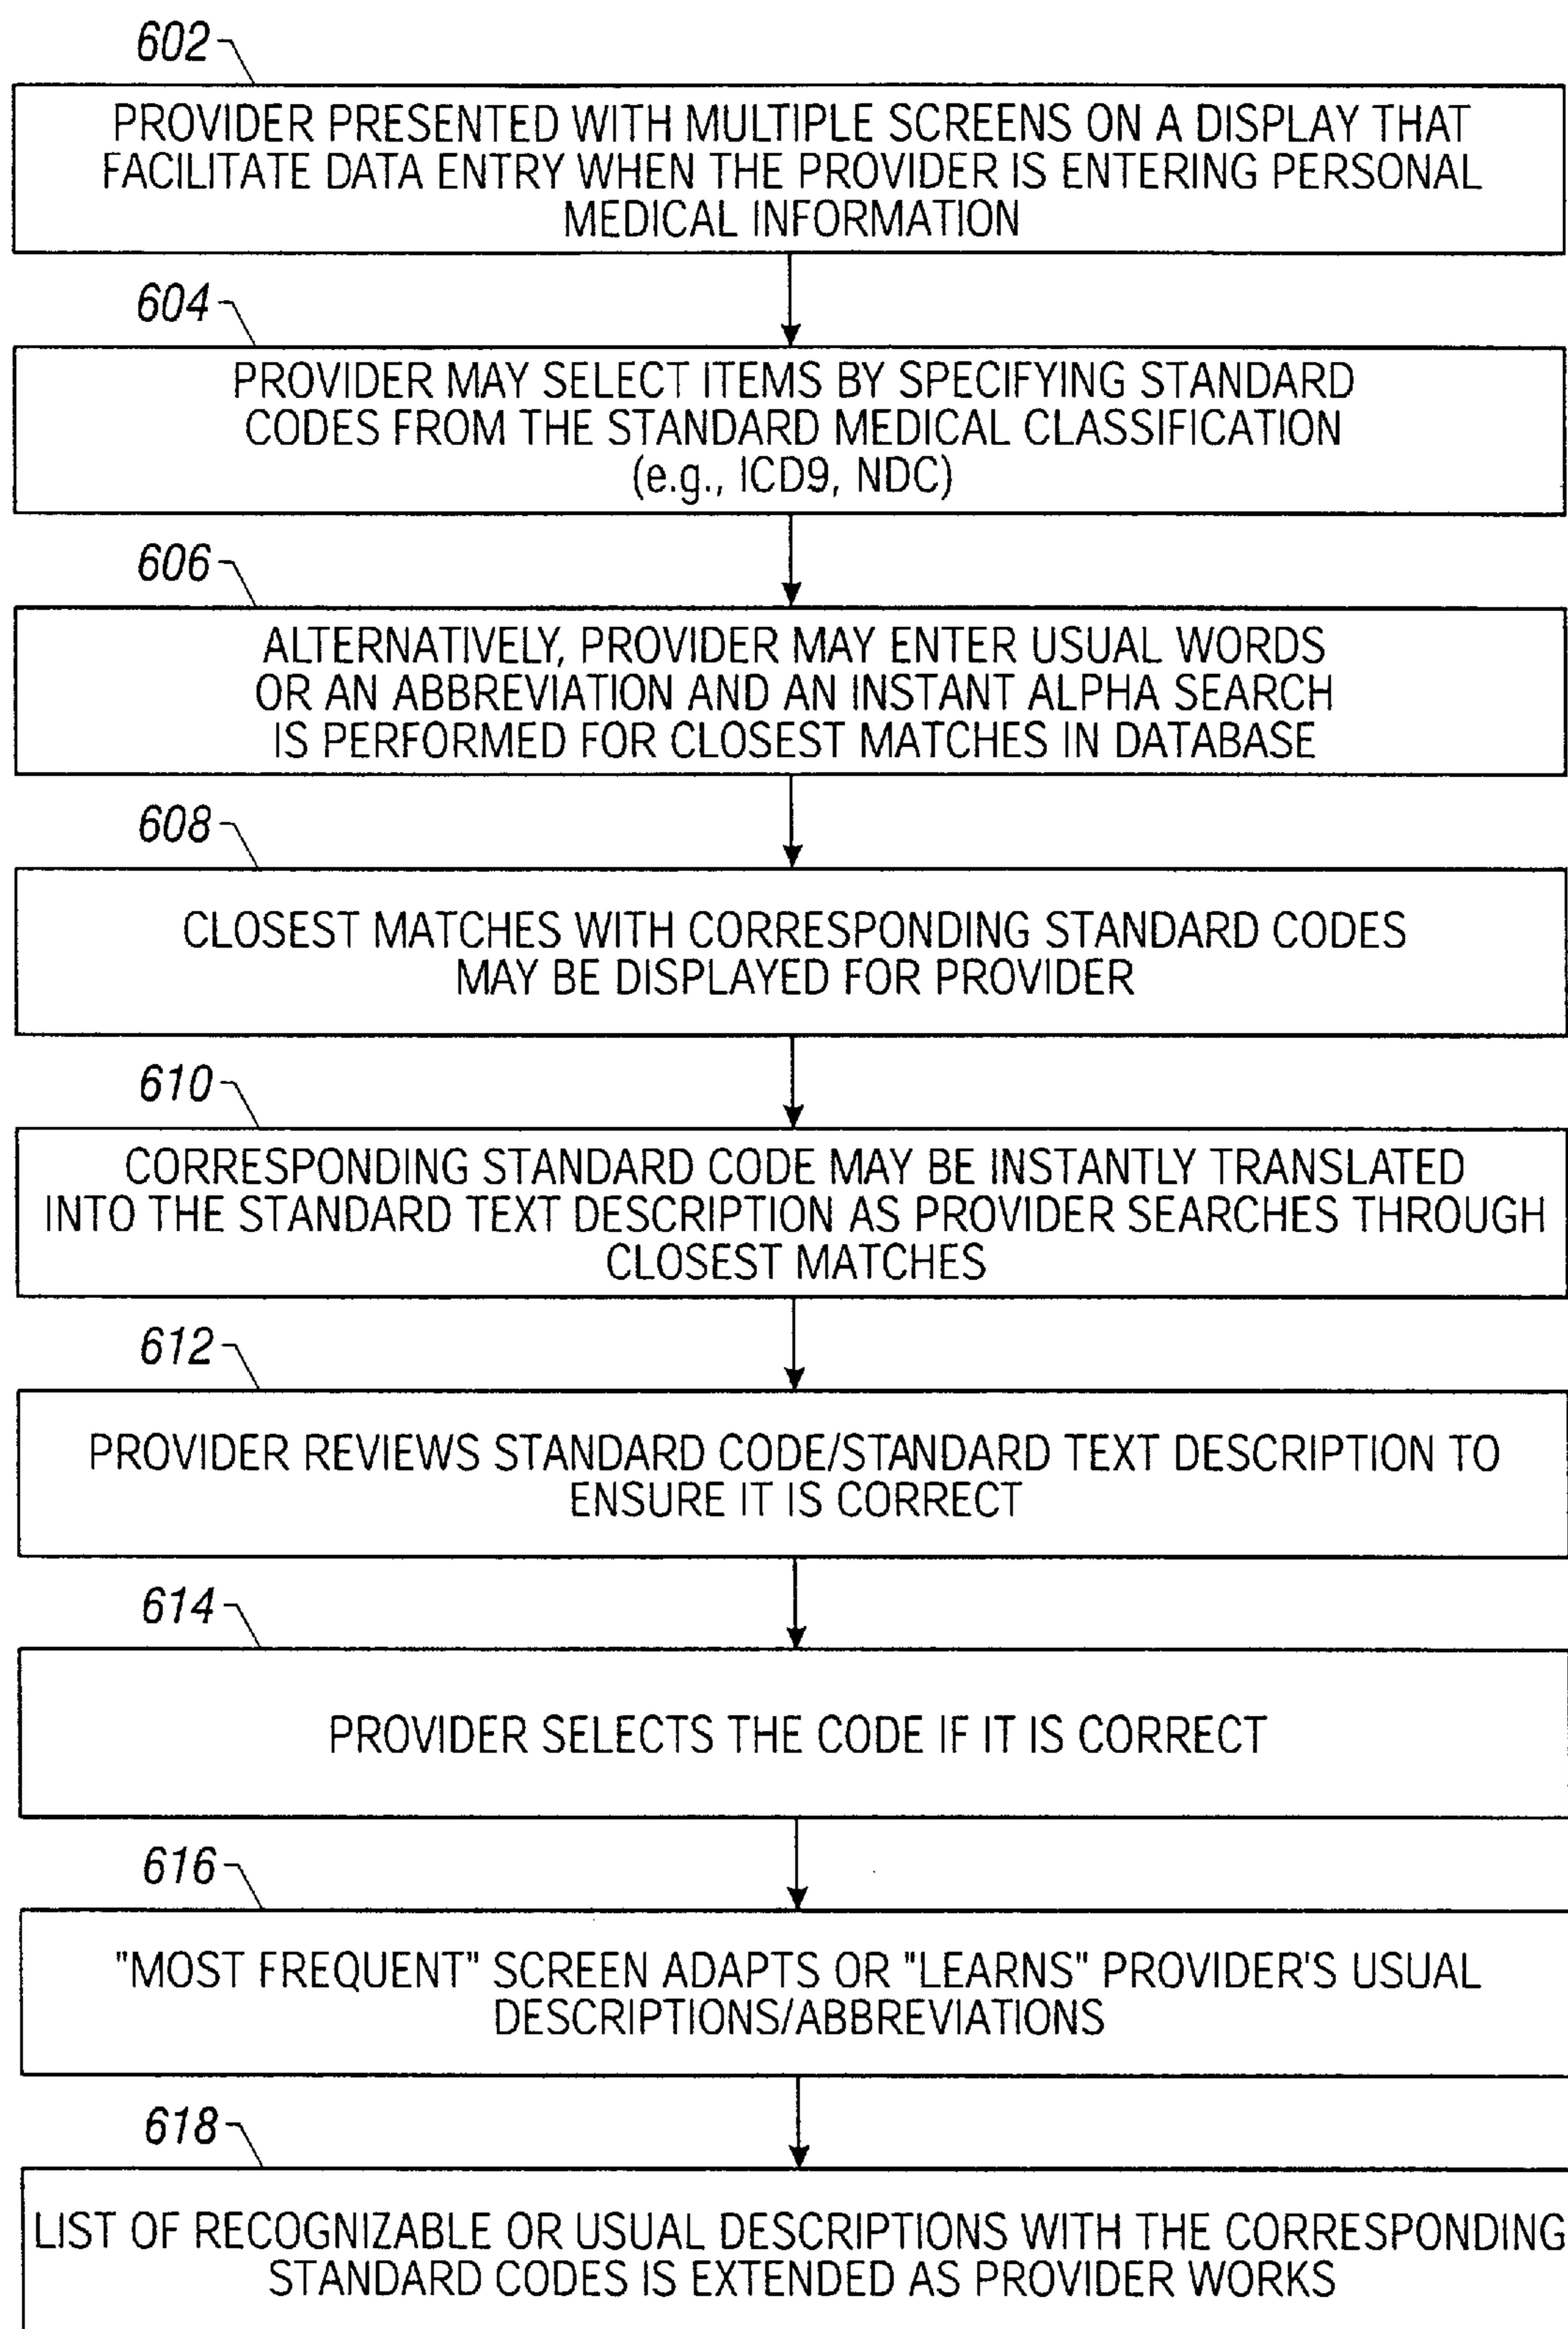 602
PROVIDER PRESENTED WITH MULTIPLE SCREENS ON A DISPLAY THAT
FACILITATE DATA ENTRY WHEN THE PROVIDER IS ENTERING PERSONAL
MEDICAL INFORMATION
604
PROVIDER MAY SELECT ITEMS BY SPECIFYING STANDARD
CODES FROM THE STANDARD MEDICAL CLASSIFICATION
(e.g., ICD9, NDC)
606
ALTERNATIVELY, PROVIDER MAY ENTER USUAL WORDS
OR AN ABBREVIATION AND AN INSTANT ALPHA SEARCH
IS PERFORMED FOR CLOSEST MATCHES IN DATABASE
608
CLOSEST MATCHES WITH CORRESPONDING STANDARD CODES
MAY BE DISPLAYED FOR PROVIDER
610
CORRESPONDING STANDARD CODE MAY BE INSTANTLY TRANSLATED
INTO THE STANDARD TEXT DESCRIPTION AS PROVIDER SEARCHES THROUGH
CLOSEST MATCHES
612
PROVIDER REVIEWS STANDARD CODE/STANDARD TEXT DESCRIPTION TO
ENSURE IT IS CORRECT
614
PROVIDER SELECTS THE CODE IF IT IS CORRECT
616
"MOST FREQUENT" SCREEN ADAPTS OR "LEARNS" PROVIDER'S USUAL
DESCRIPTIONS/ABBREVIATIONS
618
LIST OF RECOGNIZABLE OR USUAL DESCRIPTIONS WITH THE CORRESPONDING
STANDARD CODES IS EXTENDED AS PROVIDER WORKS